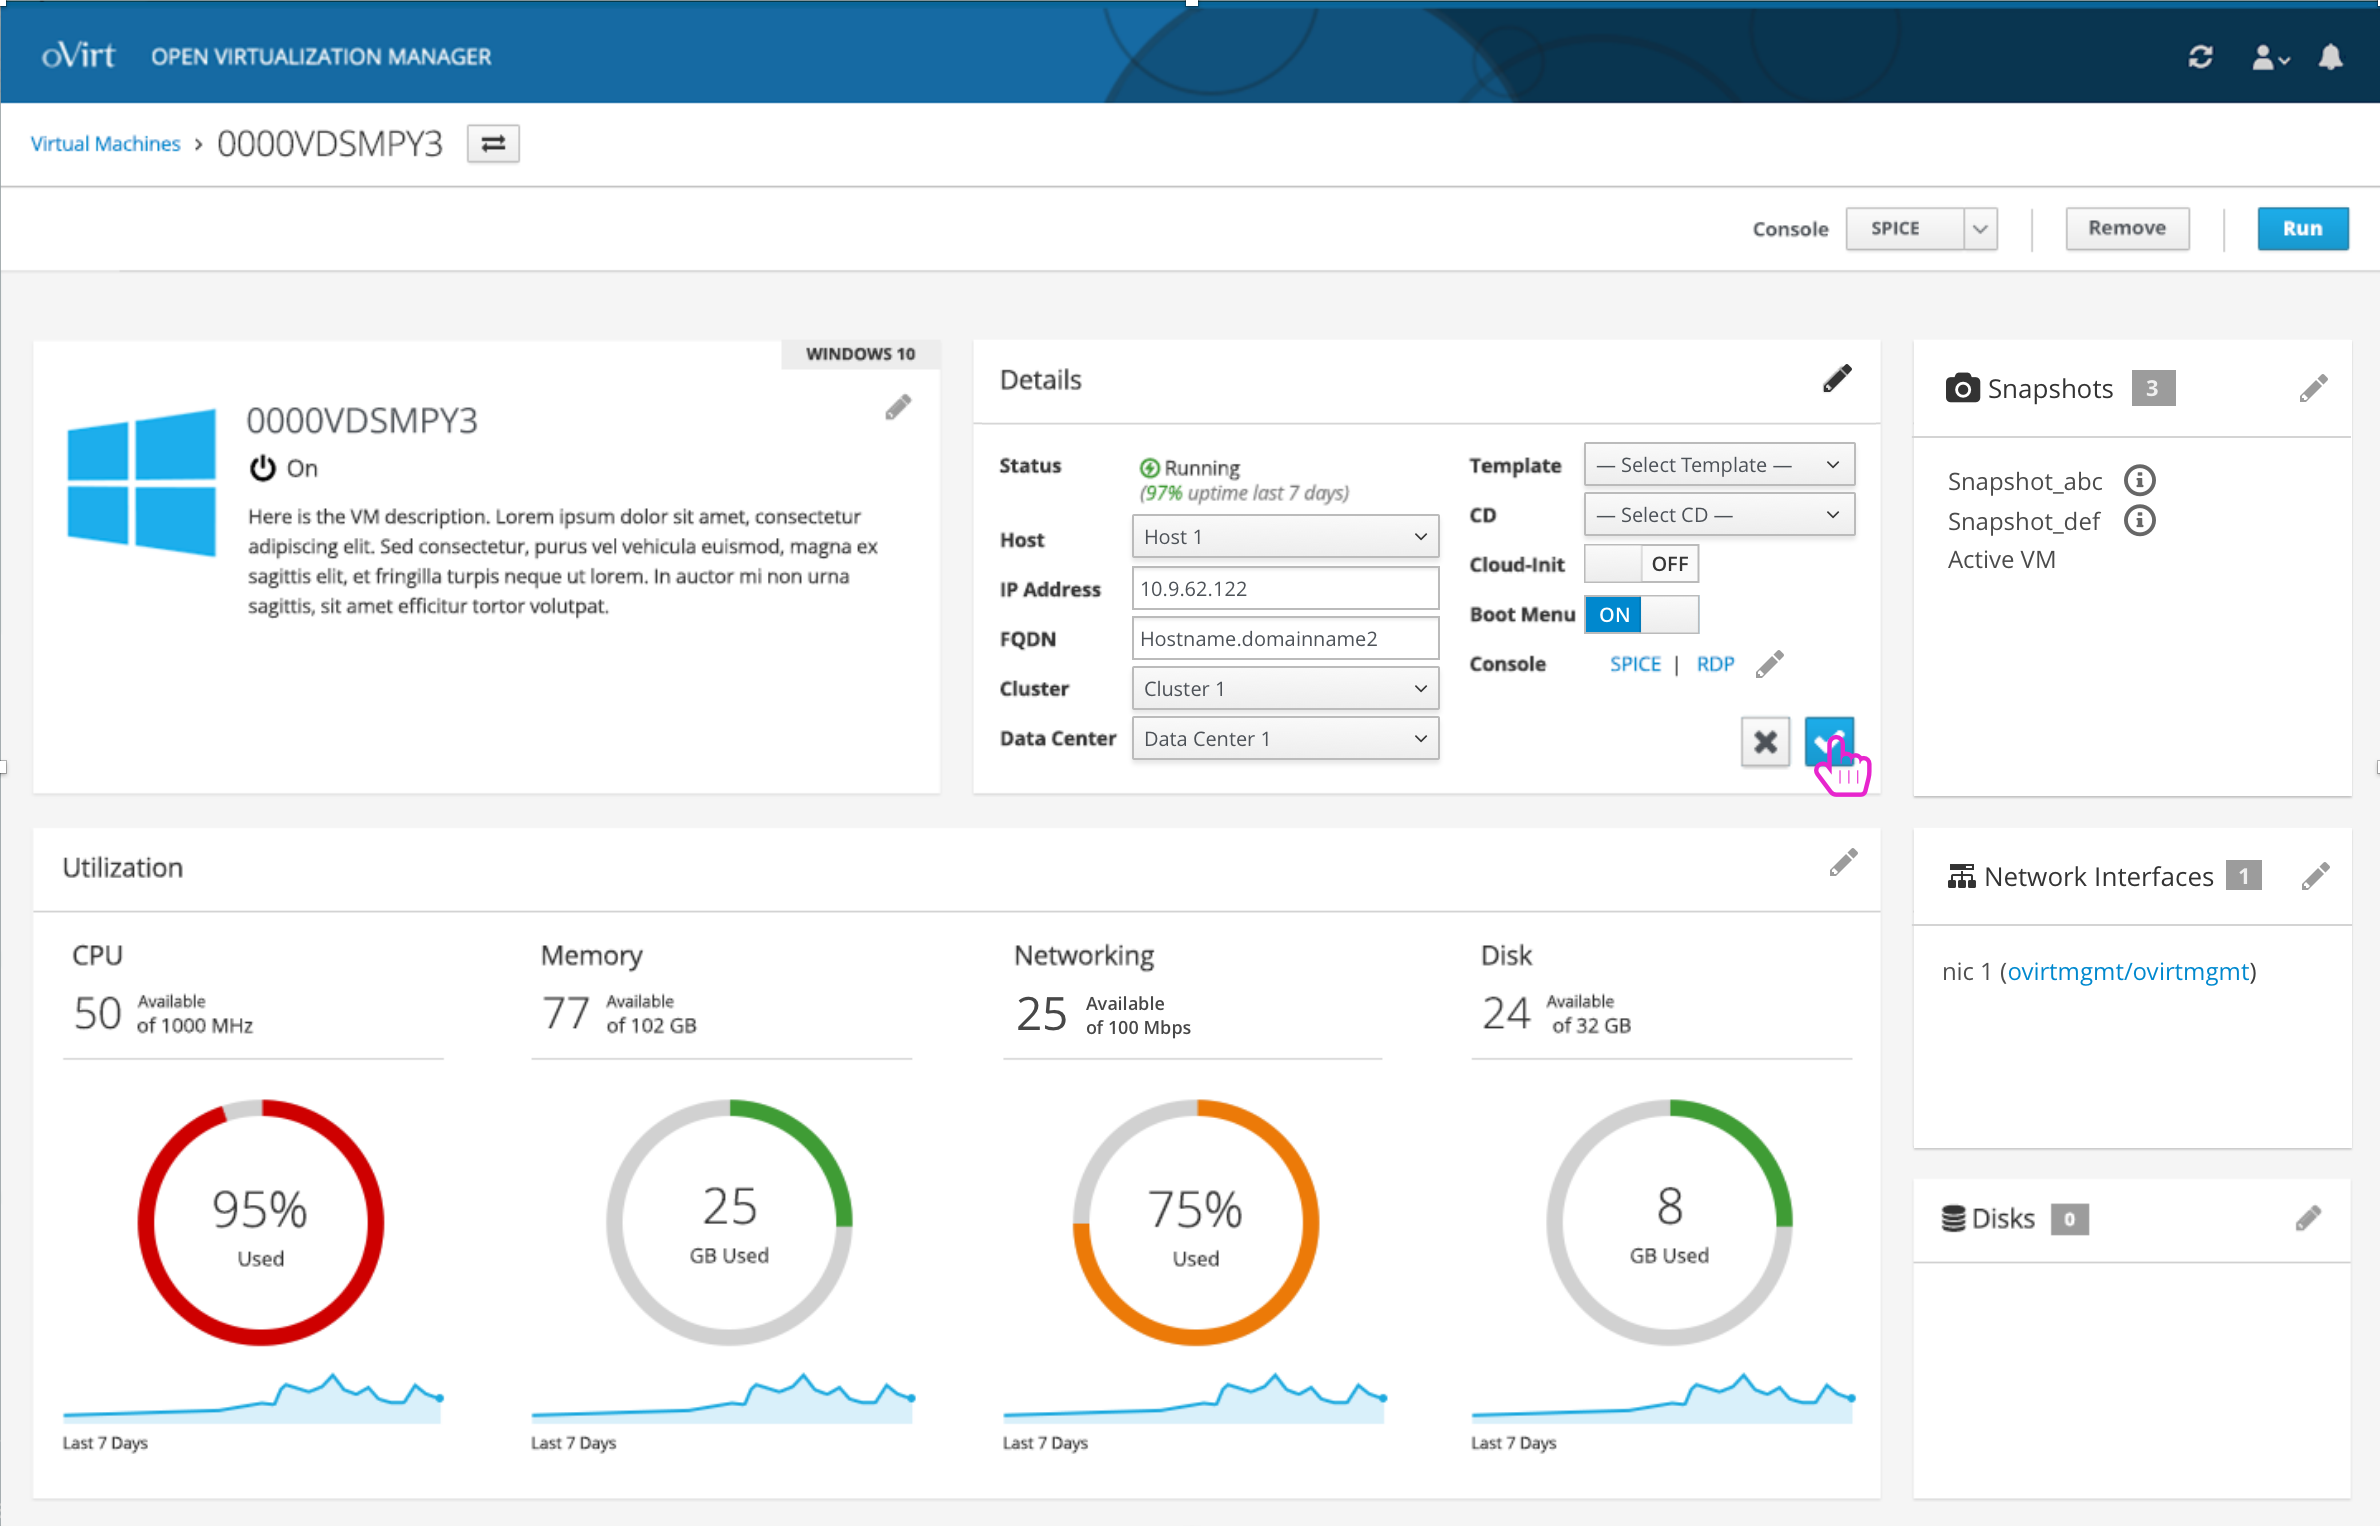 oVirt OPEN VIRTUALIZATION MANAGER
Virtual Machines > 0000VDSMPY3
Console SPICE Remove Run
WINDOWS 10
0000VDSMPY3
On
Here is the VM description. Lorem ipsum dolor sit amet, consectetur
adipiscing elit. Sed consectetur, purus vel vehicula euismod, magna ex
sagittis elit, et fringilla turpis neque ut lorem. In auctor mi non urna
sagittis, sit amet efficitur tortor volutpat.
Details
Status Running
(97% uptime last 7 days)
Host Host 1
IP Address 10.9.62.122
FQDN Hostname.domainname2
Cluster Cluster 1
Data Center Data Center 1
Template — Select Template —
CD — Select CD —
Cloud-Init OFF
Boot Menu ON
Console SPICE | RDP
Snapshots 3
Snapshot_abc
Snapshot_def
Active VM
Utilization
CPU
50 Available
of 1000 MHz
95%
Used
Last 7 Days
Memory
77 Available
of 102 GB
25
GB Used
Last 7 Days
Networking
25 Available
of 100 Mbps
75%
Used
Last 7 Days
Disk
24 Available
of 32 GB
8
GB Used
Last 7 Days
Network Interfaces 1
nic 1 (ovirtmgmt/ovirtmgmt)
Disks 0